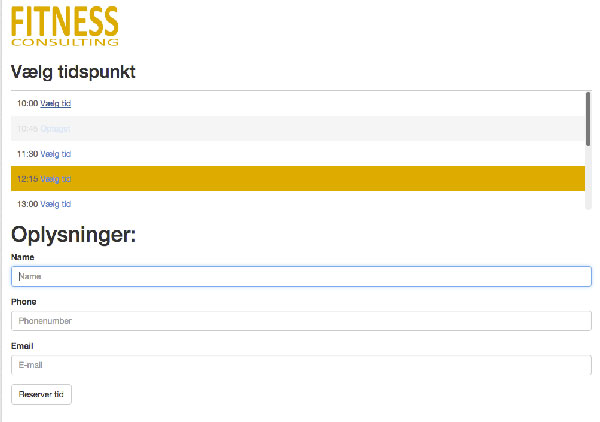 FITNESS
CONSULTING
Vælg tidspunkt
10:00 Vælg tid
10:45 Optaget
11:30 Vælg tid
12:15 Vælg tid
13:00 Vælg tid
Oplysninger:
Name
Name
Phone
Phonenumber
Email
E-mail
Reserver tid